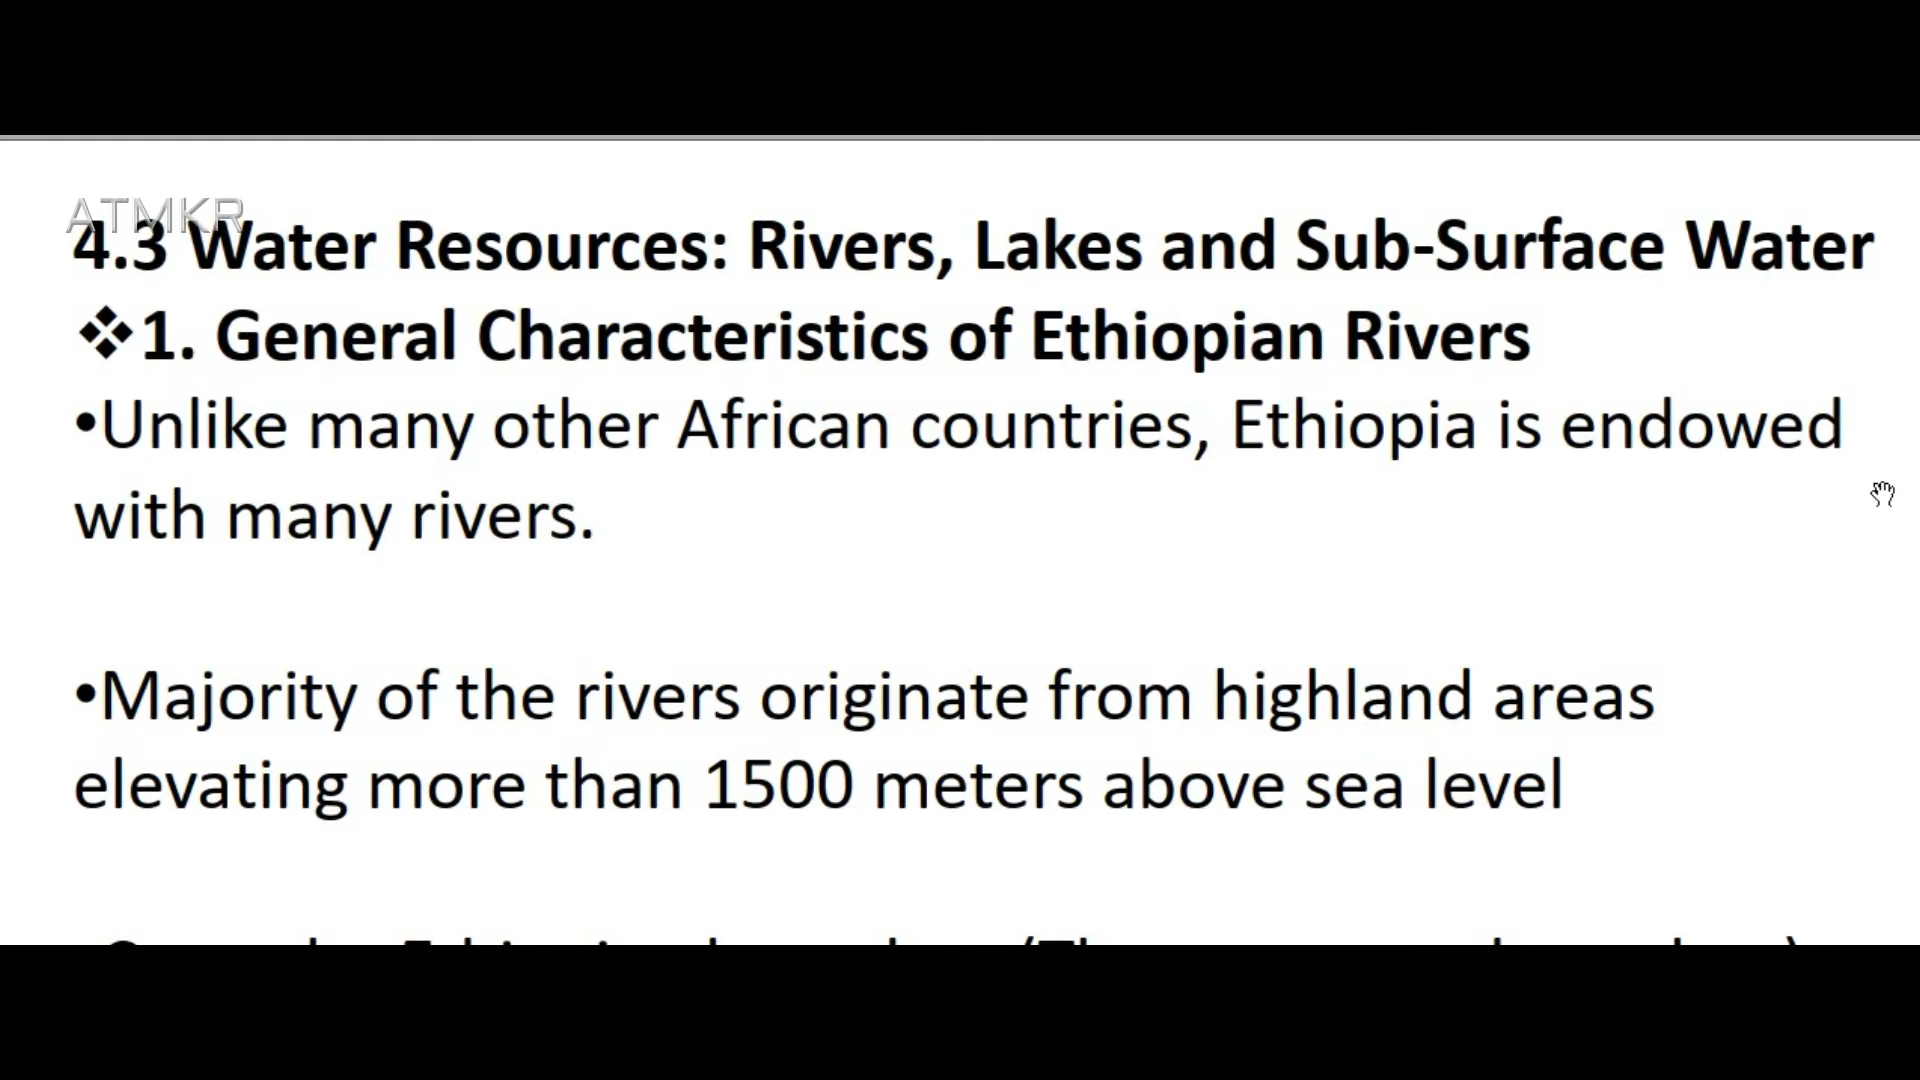 ATMKR
4.3 Water Resources: Rivers, Lakes and Sub-Surface Water
❖1. General Characteristics of Ethiopian Rivers
•Unlike many other African countries, Ethiopia is endowed
with many rivers.
•Majority of the rivers originate from highland areas
elevating more than 1500 meters above sea level